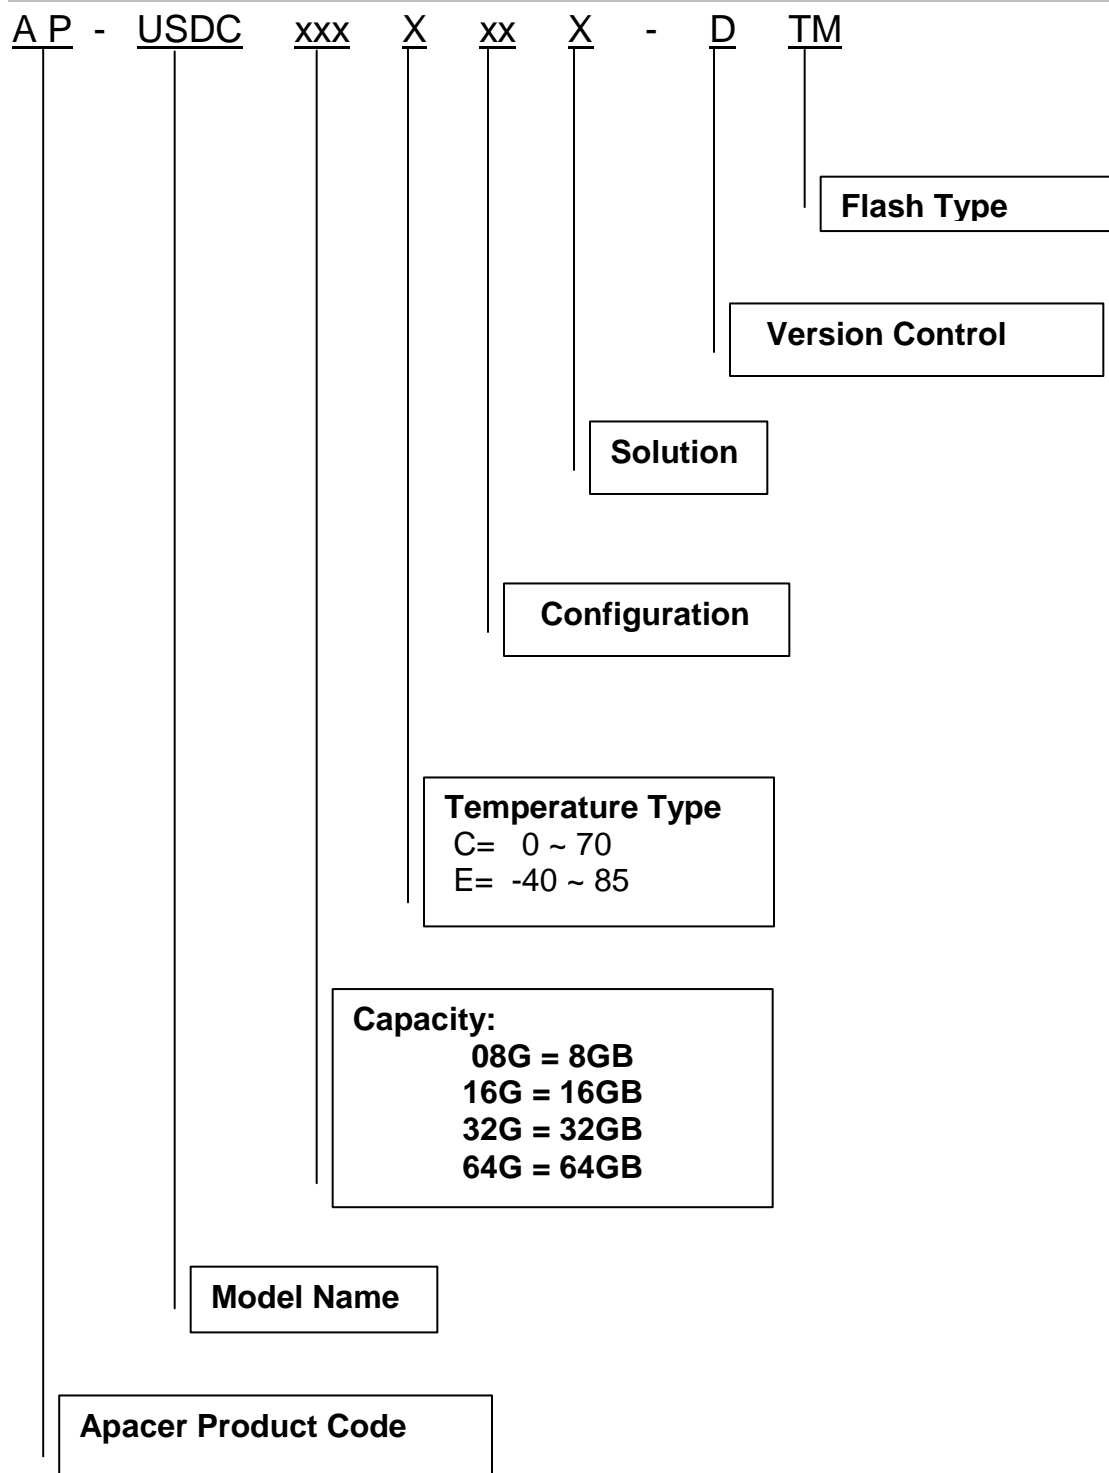 AP - USDC xxx X xx X - D TM
Flash Type
Version Control
Solution
Configuration
Temperature Type
C= 0 ~ 70
E= -40 ~ 85
Capacity:
08G = 8GB
16G = 16GB
32G = 32GB
64G = 64GB
Model Name
Apacer Product Code